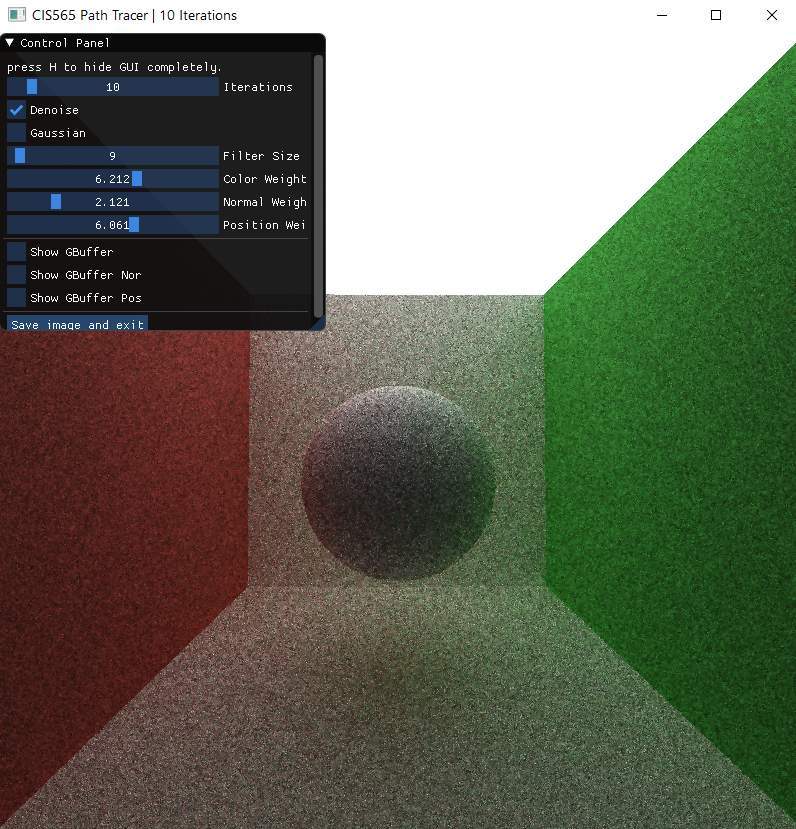 CIS565 Path Tracer | 10 Iterations
Control Panel
press H to hide GUI completely.
10 Iterations
Denoise
Gaussian
9 Filter Size
6.212 Color Weight
2.121 Normal Weigh
6.061 Position Wei
Show GBuffer
Show GBuffer Nor
Show GBuffer Pos
Save image and exit